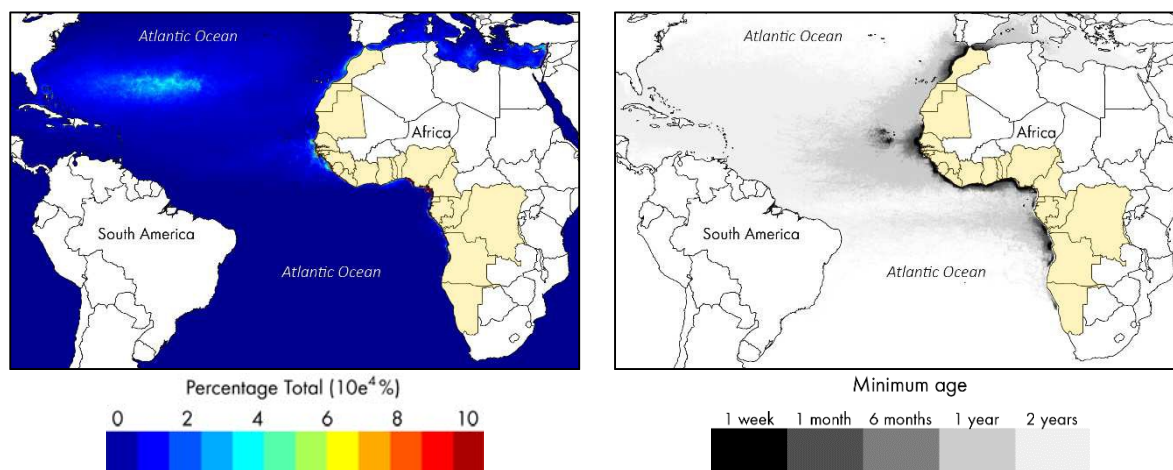 Atlantic Ocean
Africa
South America
Atlantic Ocean
Percentage Total (10e⁴%)
0 2 4 6 8 10
Atlantic Ocean
Africa
South America
Atlantic Ocean
Minimum age
1 week 1 month 6 months 1 year 2 years